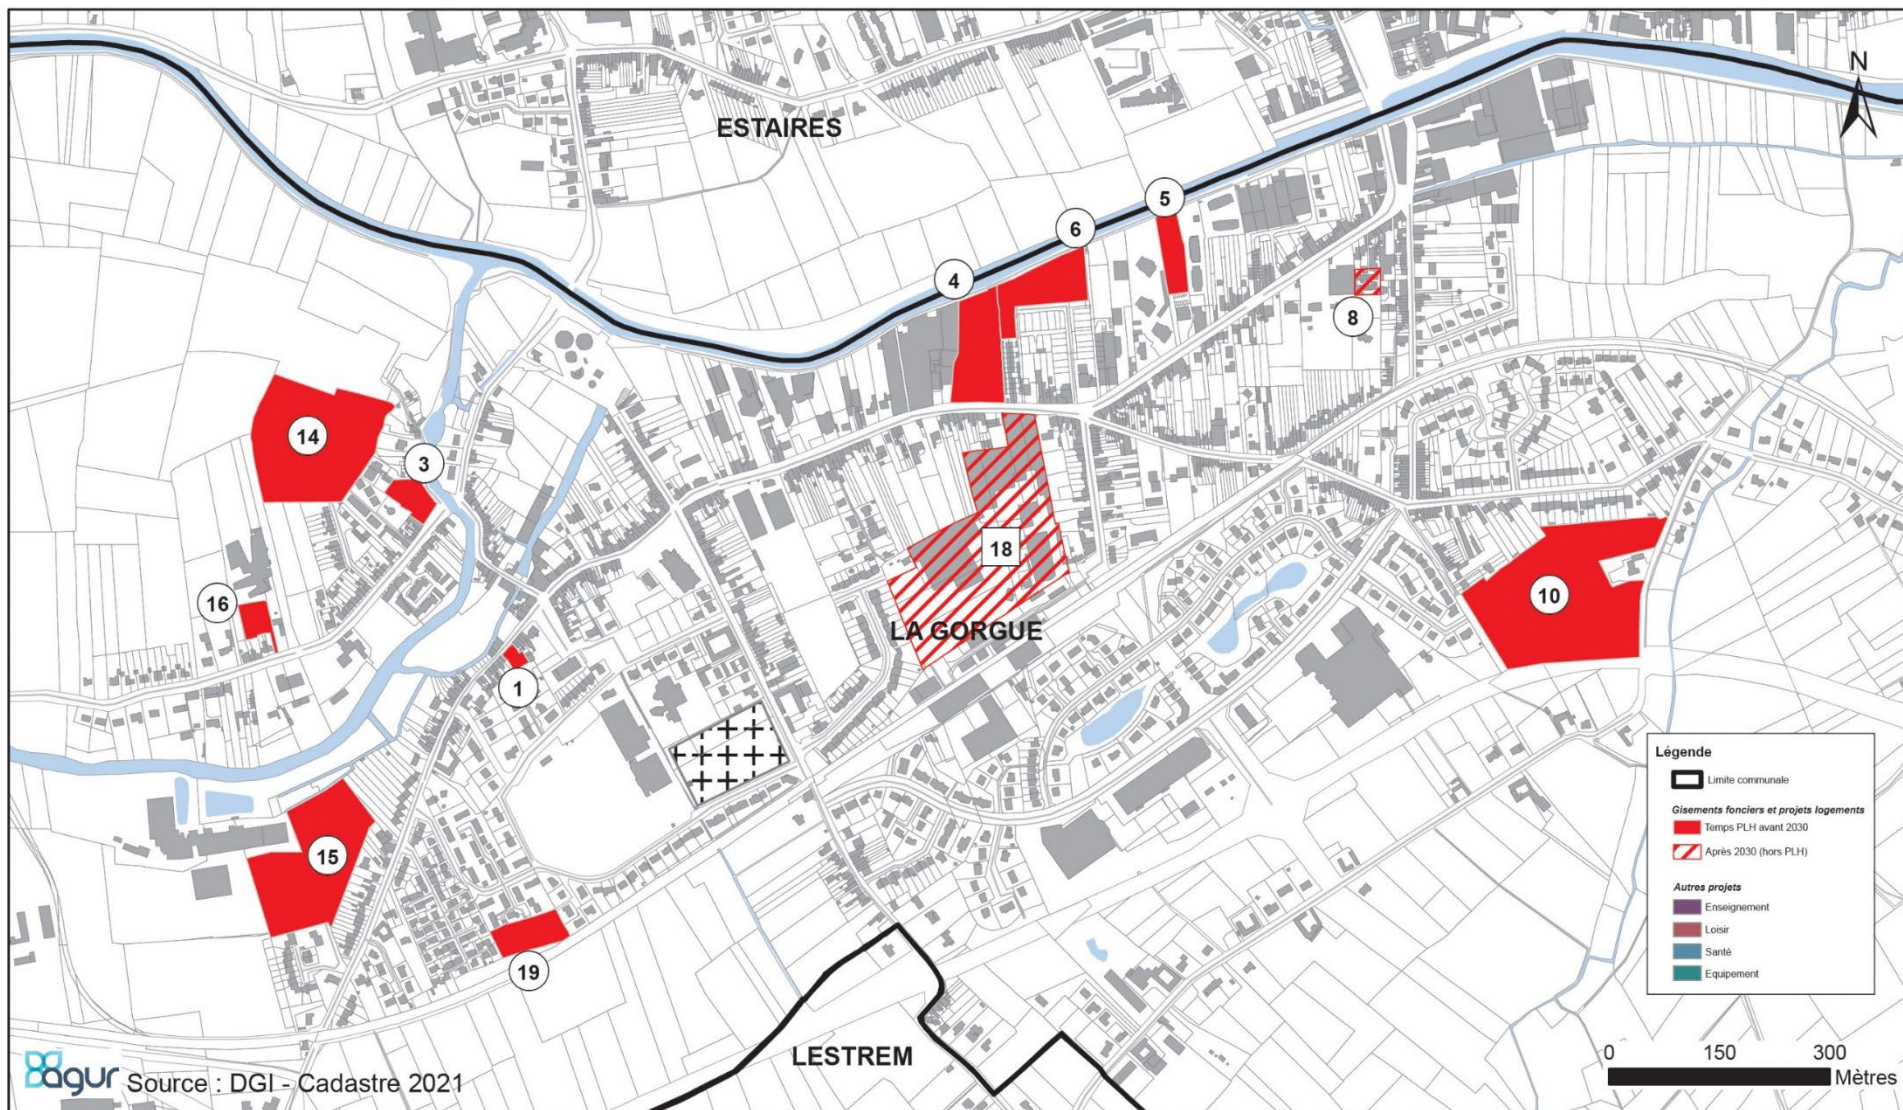 N
ESTAIRES
5
6
4
8
14
3
18
16
10
LA GORGUE
1
Légende
Limite communale
Gisements fonciers et projets logements
Temps PLH avant 2030
Après 2030 (hors PLH)
15
Autres projets
Enseignement
Loisir
Santé
Equipement
19
LESTREM
0 150 300
Mètres
agur Source : DGI - Cadastre 2021